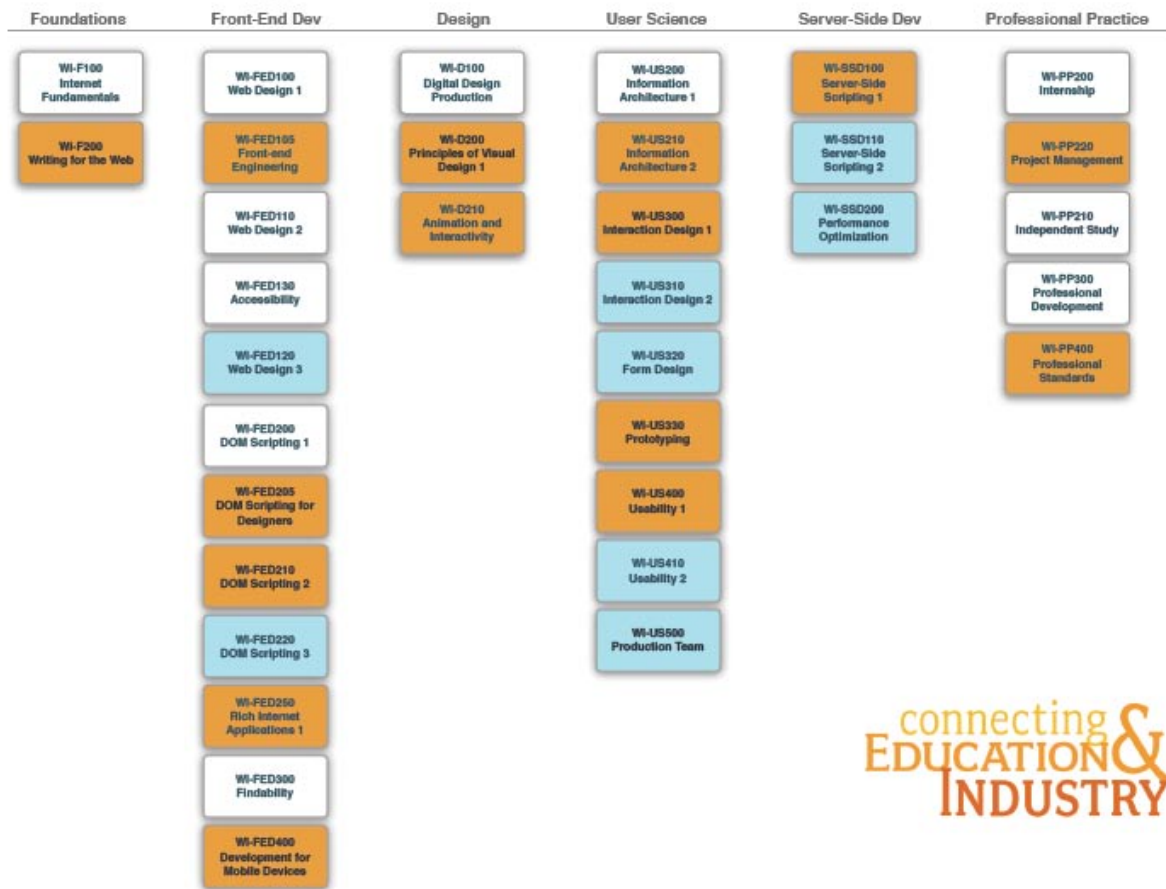 Foundations
Front-End Dev
Design
User Science
Server-Side Dev
Professional Practice
WI-F100
Internet
Fundamentals
WI-F200
Writing for the Web
WI-FED100
Web Design 1
WI-FED105
Front-end
Engineering
WI-FED110
Web Design 2
WI-FED130
Accessibility
WI-FED120
Web Design 3
WI-FED200
DOM Scripting 1
WI-FED205
DOM Scripting for
Designers
WI-FED210
DOM Scripting 2
WI-FED220
DOM Scripting 3
WI-FED250
Rich Internet
Applications 1
WI-FED300
Findability
WI-FED400
Development for
Mobile Devices
WI-D100
Digital Design
Production
WI-D200
Principles of Visual
Design 1
WI-D210
Animation and
Interactivity
WI-US200
Information
Architecture 1
WI-US210
Information
Architecture 2
WI-US300
Interaction Design 1
WI-US310
Interaction Design 2
WI-US320
Form Design
WI-US330
Prototyping
WI-US400
Usability 1
WI-US410
Usability 2
WI-US500
Production Team
WI-SSD100
Server-Side
Scripting 1
WI-SSD110
Server-Side
Scripting 2
WI-SSD200
Performance
Optimization
WI-PP200
Internship
WI-PP220
Project Management
WI-PP210
Independent Study
WI-PP300
Professional
Development
WI-PP400
Professional
Standards
connecting
EDUCATION &
INDUSTRY